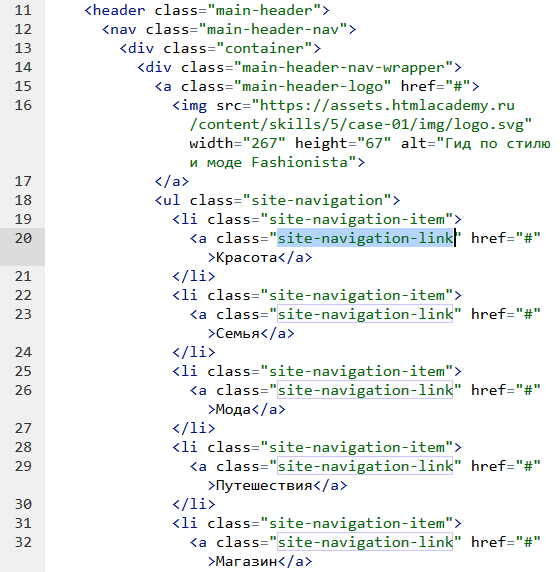 11 <header class="main-header">
12 <nav class="main-header-nav">
13 <div class="container">
14 <div class="main-header-nav-wrapper">
15 <a class="main-header-logo" href="#">
16 <img src="https://assets.htmlacademy.ru
/content/skills/5/case-01/img/logo.svg"
width="267" height="67" alt="Гид по стилю
и моде Fashionista">
17 </a>
18 <ul class="site-navigation">
19 <li class="site-navigation-item">
20 <a class="site-navigation-link" href="#"
>Красота</a>
21 </li>
22 <li class="site-navigation-item">
23 <a class="site-navigation-link" href="#"
>Семья</a>
24 </li>
25 <li class="site-navigation-item">
26 <a class="site-navigation-link" href="#"
>Мода</a>
27 </li>
28 <li class="site-navigation-item">
29 <a class="site-navigation-link" href="#"
>Путешествия</a>
30 </li>
31 <li class="site-navigation-item">
32 <a class="site-navigation-link" href="#"
>Магазин</a>